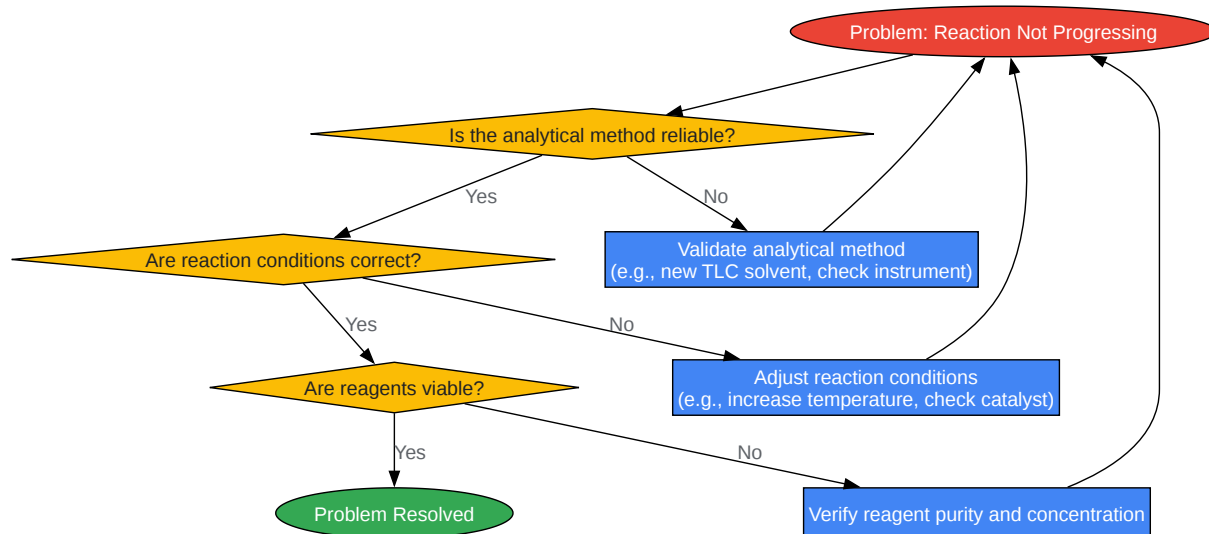 Problem: Reaction Not Progressing
Is the analytical method reliable?
Yes
No
Validate analytical method
(e.g., new TLC solvent, check instrument)
Are reaction conditions correct?
Yes
No
Adjust reaction conditions
(e.g., increase temperature, check catalyst)
Are reagents viable?
Yes
No
Problem Resolved
Verify reagent purity and concentration